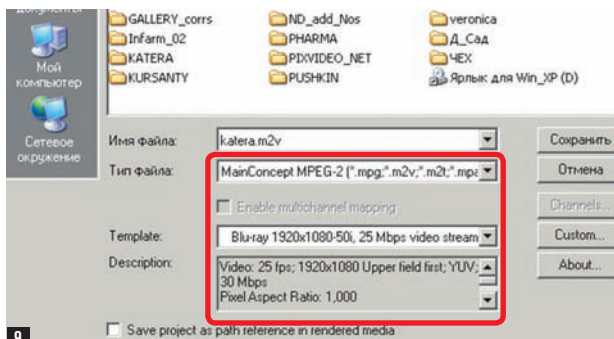 документы
Мой компьютер
Сетевое окружение
GALLERY_corrs
Infarm_02
KATERA
KURSANTY
ND_add_Nos
PHARMA
PIXVIDEO_NET
PUSHKIN
veronica
Д_Сад
ЧЕХ
Ярлык для Win_XP (D)
Имя файла: katera.m2v Сохранить
Тип файла: MainConcept MPEG-2 (*.mpg;*.m2v;*.m2t;*.mpa Отмена
Enable multichannel mapping Channels...
Template: Blu-ray 1920x1080-50i, 25 Mbps video stream Custom...
Description: Video: 25 fps; 1920x1080 Upper field first; YUV; About...
30 Mbps
Pixel Aspect Ratio: 1,000
Save project as path reference in rendered media
9